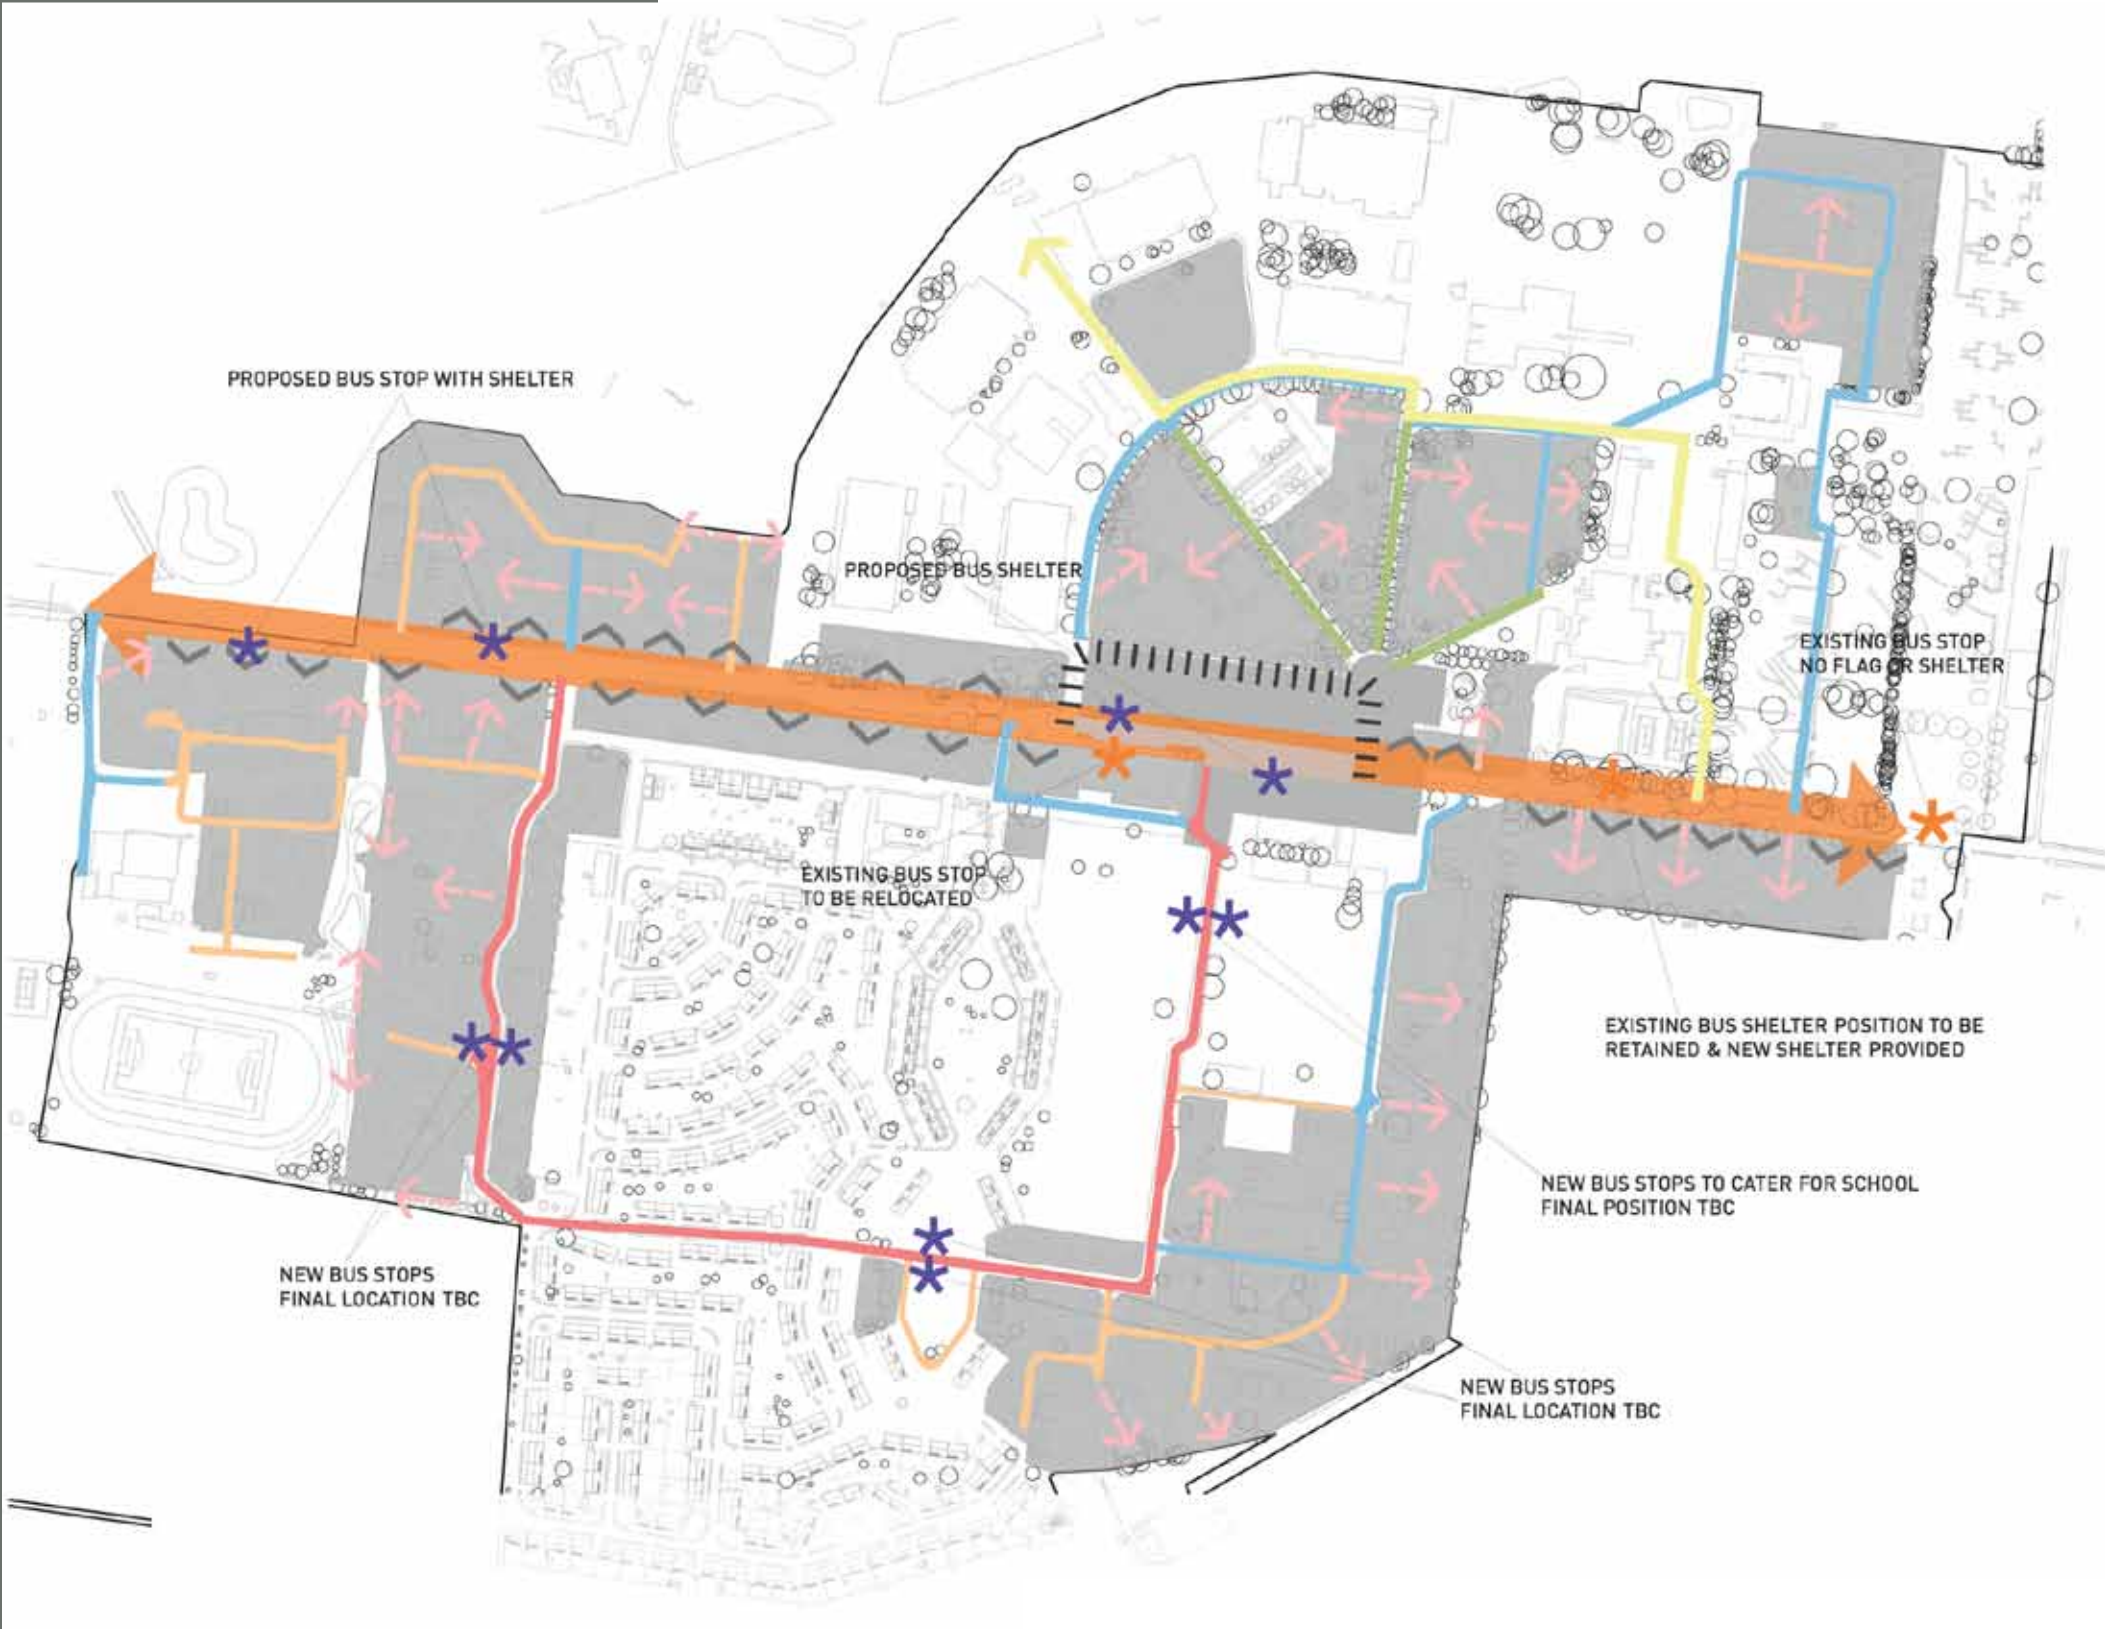 PROPOSED BUS STOP WITH SHELTER
PROPOSED BUS SHELTER
EXISTING BUS STOP
NO FLAG OR SHELTER
EXISTING BUS STOP
TO BE RELOCATED
EXISTING BUS SHELTER POSITION TO BE
RETAINED & NEW SHELTER PROVIDED
NEW BUS STOPS TO CATER FOR SCHOOL
FINAL POSITION TBC
NEW BUS STOPS
FINAL LOCATION TBC
NEW BUS STOPS
FINAL LOCATION TBC